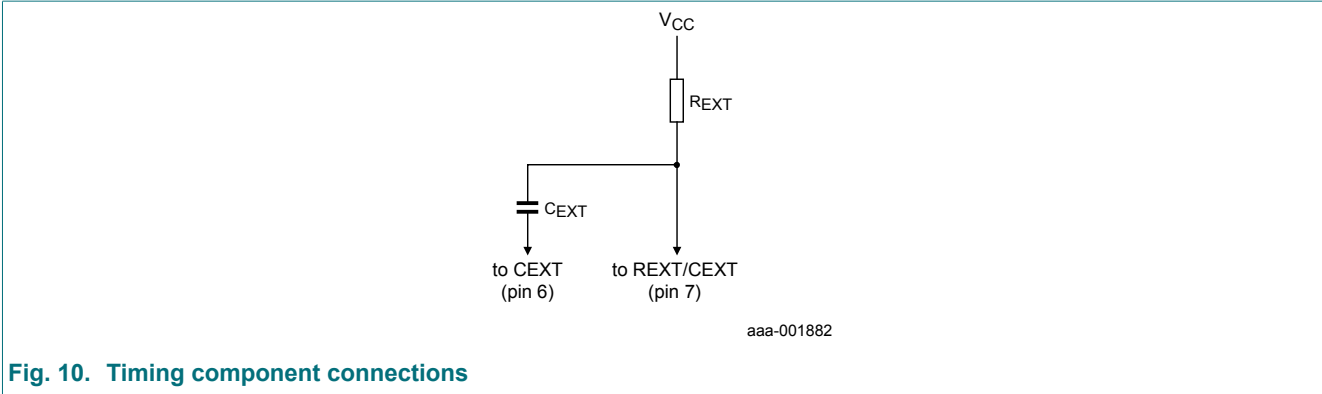 VCC
REXT
CEXT
to CEXT
(pin 6)
to REXT/CEXT
(pin 7)
aaa-001882
Fig. 10. Timing component connections